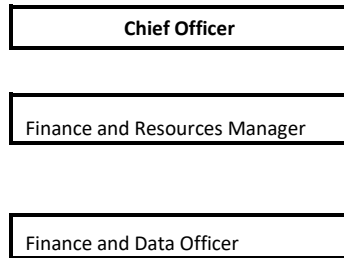 Chief Officer
Finance and Resources Manager
Finance and Data Officer